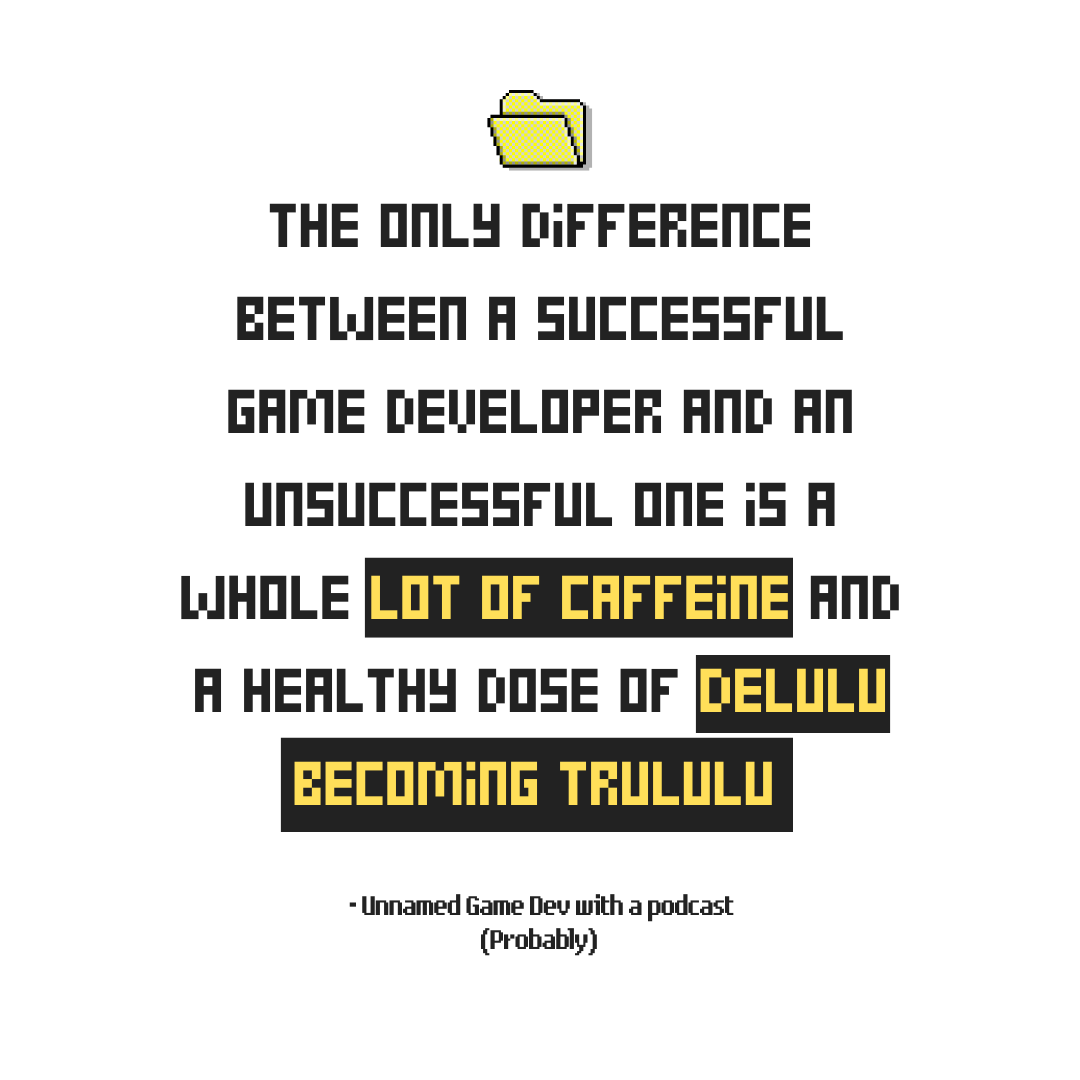 THE ONLY DiFFERENCE
BETWEEN A SUCCESSFUL
GAME DEVELOPER AND AN
UNSUCCESSFUL ONE iS A
WHOLE LOT OF CAFFEiNE AND
A HEALTHY DOSE OF DELULU
BECOMiNG TRULULU
- Unnamed Game Dev with a podcast
(Probably)